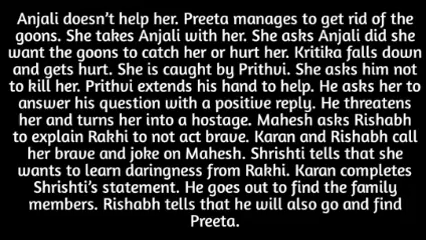 Anjali doesn’t help her. Preeta manages to get rid of the
goons. She takes Anjali with her. She asks Anjali did she
want the goons to catch her or hurt her. Kritika falls down
and gets hurt. She is caught by Prithvi. She asks him not
to kill her. Prithvi extends his hand to help. He asks her to
answer his question with a positive reply. He threatens
her and turns her into a hostage. Mahesh asks Rishabh
to explain Rakhi to not act brave. Karan and Rishabh call
her brave and joke on Mahesh. Shrishti tells that she
wants to learn daringness from Rakhi. Karan completes
Shrishti’s statement. He goes out to find the family
members. Rishabh tells that he will also go and find
Preeta.